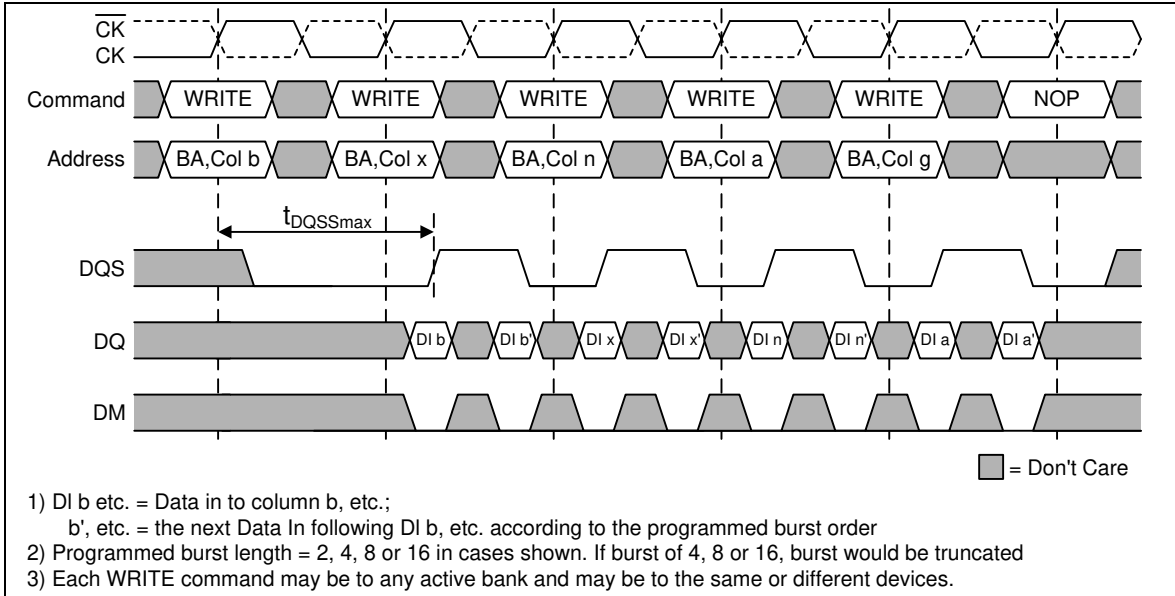 CK
CK
Command WRITE WRITE WRITE WRITE WRITE NOP
Address BA,Col b BA,Col x BA,Col n BA,Col a BA,Col g
tDQSSmax
DQS
DQ DI b DI b' DI x DI x' DI n DI n' DI a DI a'
DM
= Don't Care
1) DI b etc. = Data in to column b, etc.;
b', etc. = the next Data In following DI b, etc. according to the programmed burst order
2) Programmed burst length = 2, 4, 8 or 16 in cases shown. If burst of 4, 8 or 16, burst would be truncated
3) Each WRITE command may be to any active bank and may be to the same or different devices.